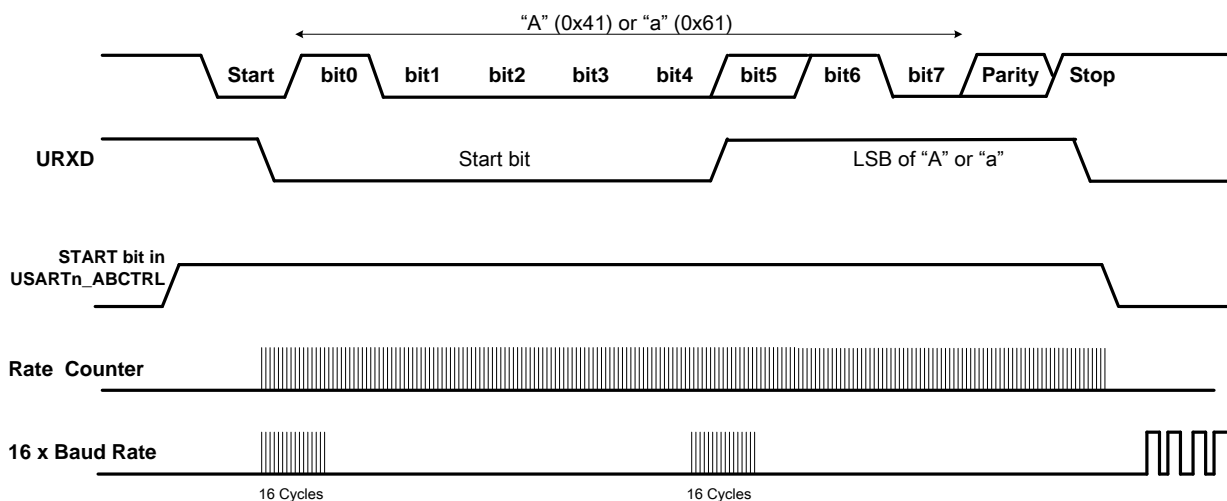 “A” (0x41) or “a” (0x61)
Start bit0 bit1 bit2 bit3 bit4 bit5 bit6 bit7 Parity Stop
URXD
Start bit
LSB of “A” or “a”
START bit in
USARTn_ABCTRL
Rate Counter
16 x Baud Rate
16 Cycles
16 Cycles